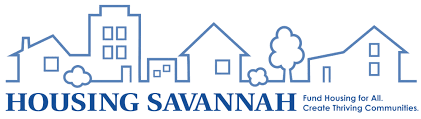 HOUSING SAVANNAH
Fund Housing for All.
Create Thriving Communities.